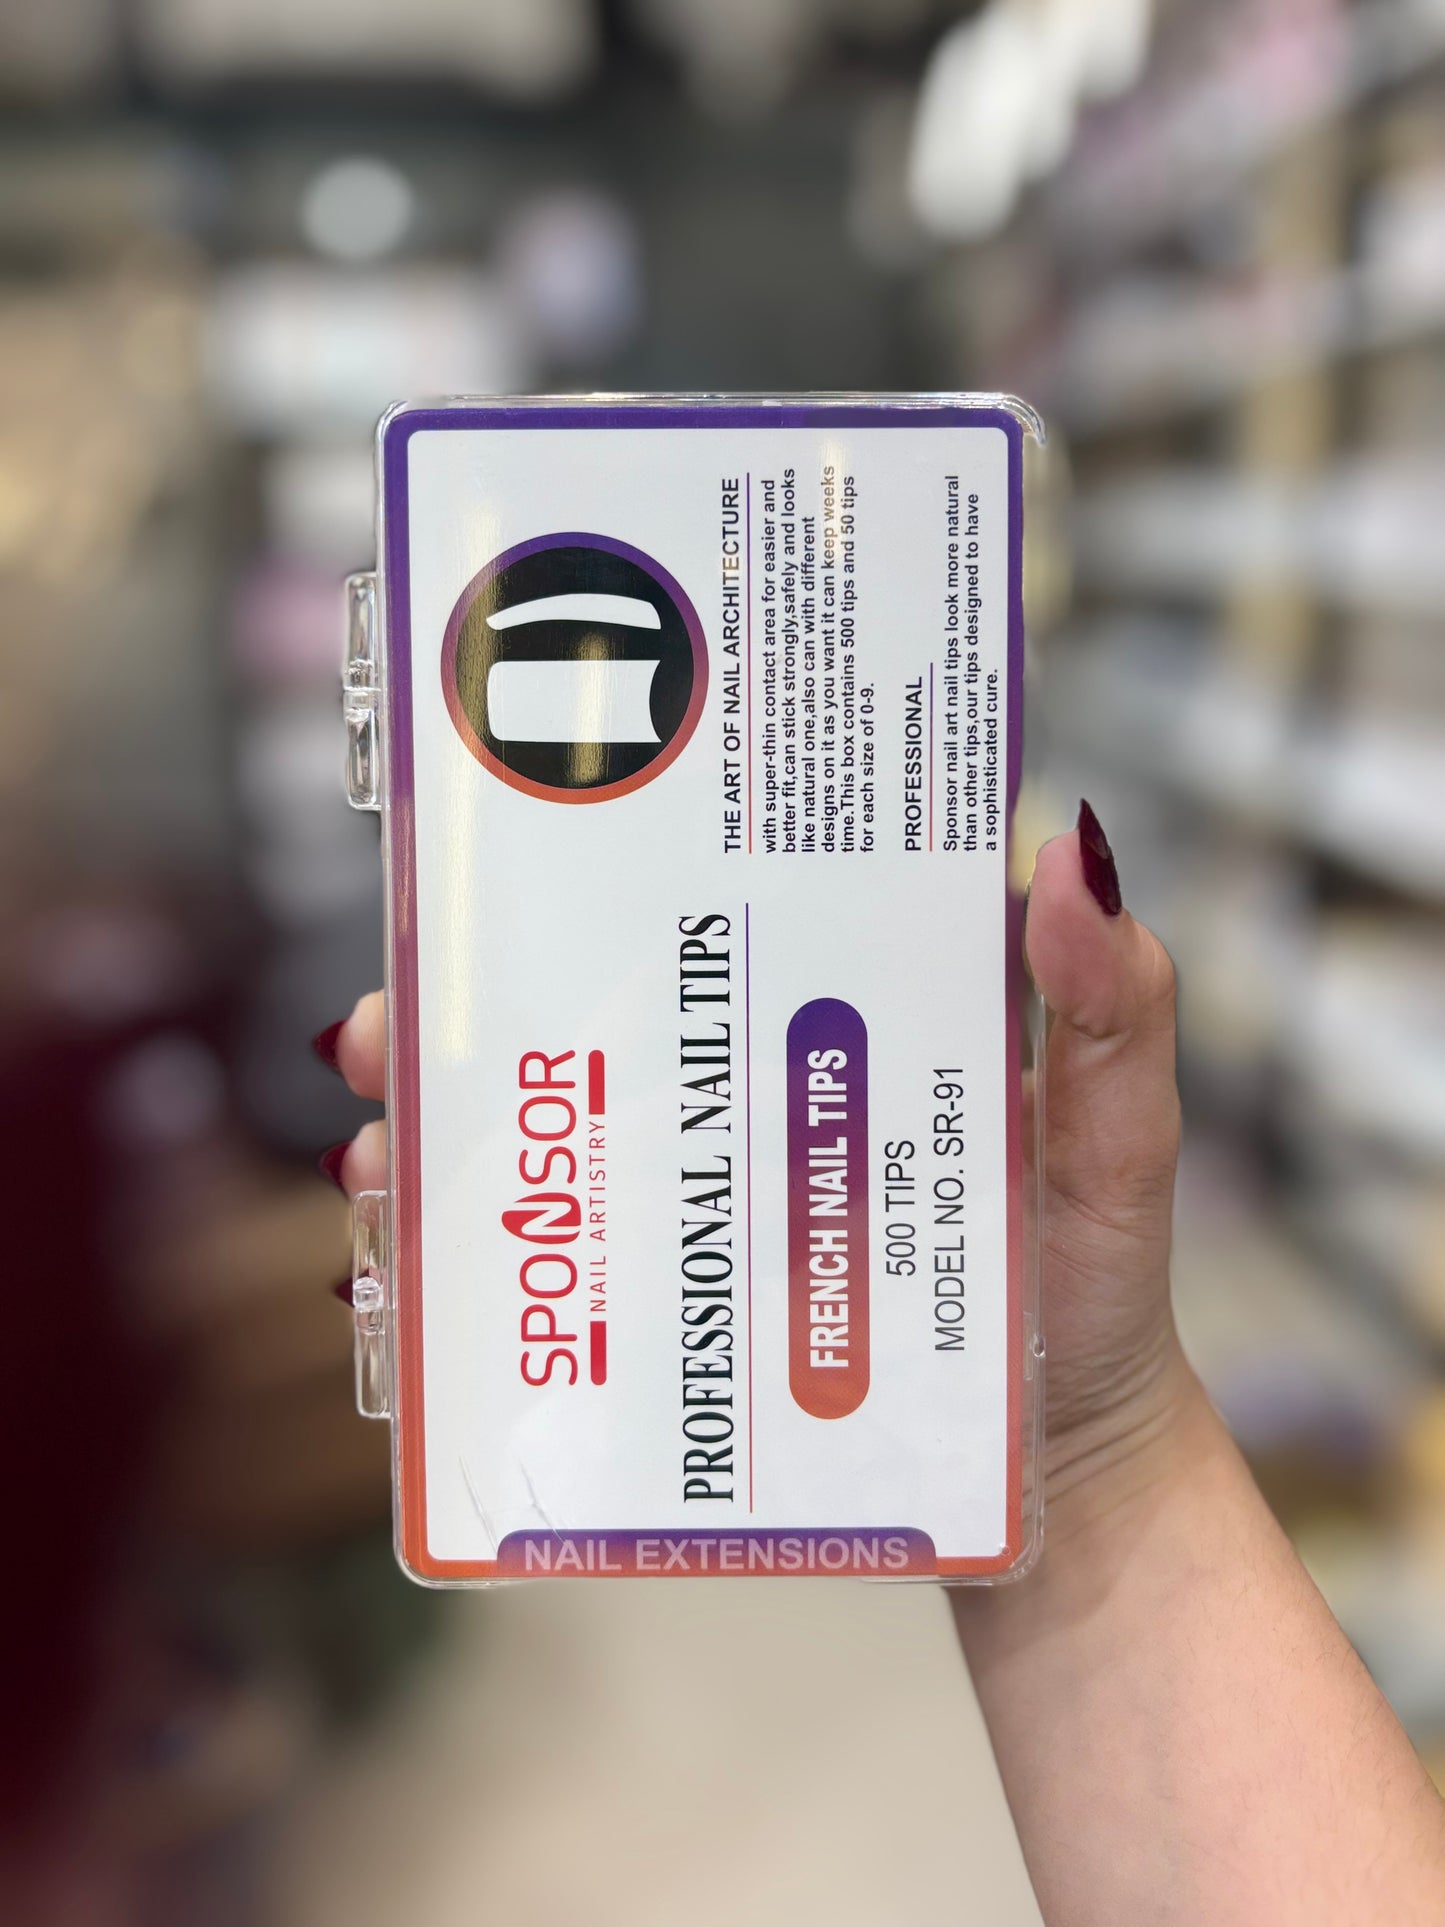 SPONSOR
NAIL ARTISTRY
PROFESSIONAL NAIL TIPS
FRENCH NAIL TIPS
500 TIPS
MODEL NO. SR-91
NAIL EXTENSIONS
THE ART OF NAIL ARCHITECTURE
with super-thin contact area for easier and
better fit,can stick strongly,safely and looks
like natural one,also can with different
designs on it as you want it can keep weeks
time.This box contains 500 tips and 50 tips
for each size of 0-9.
PROFESSIONAL
Sponsor nail art nail tips look more natural
than other tips,our tips designed to have
a sophisticated cure.